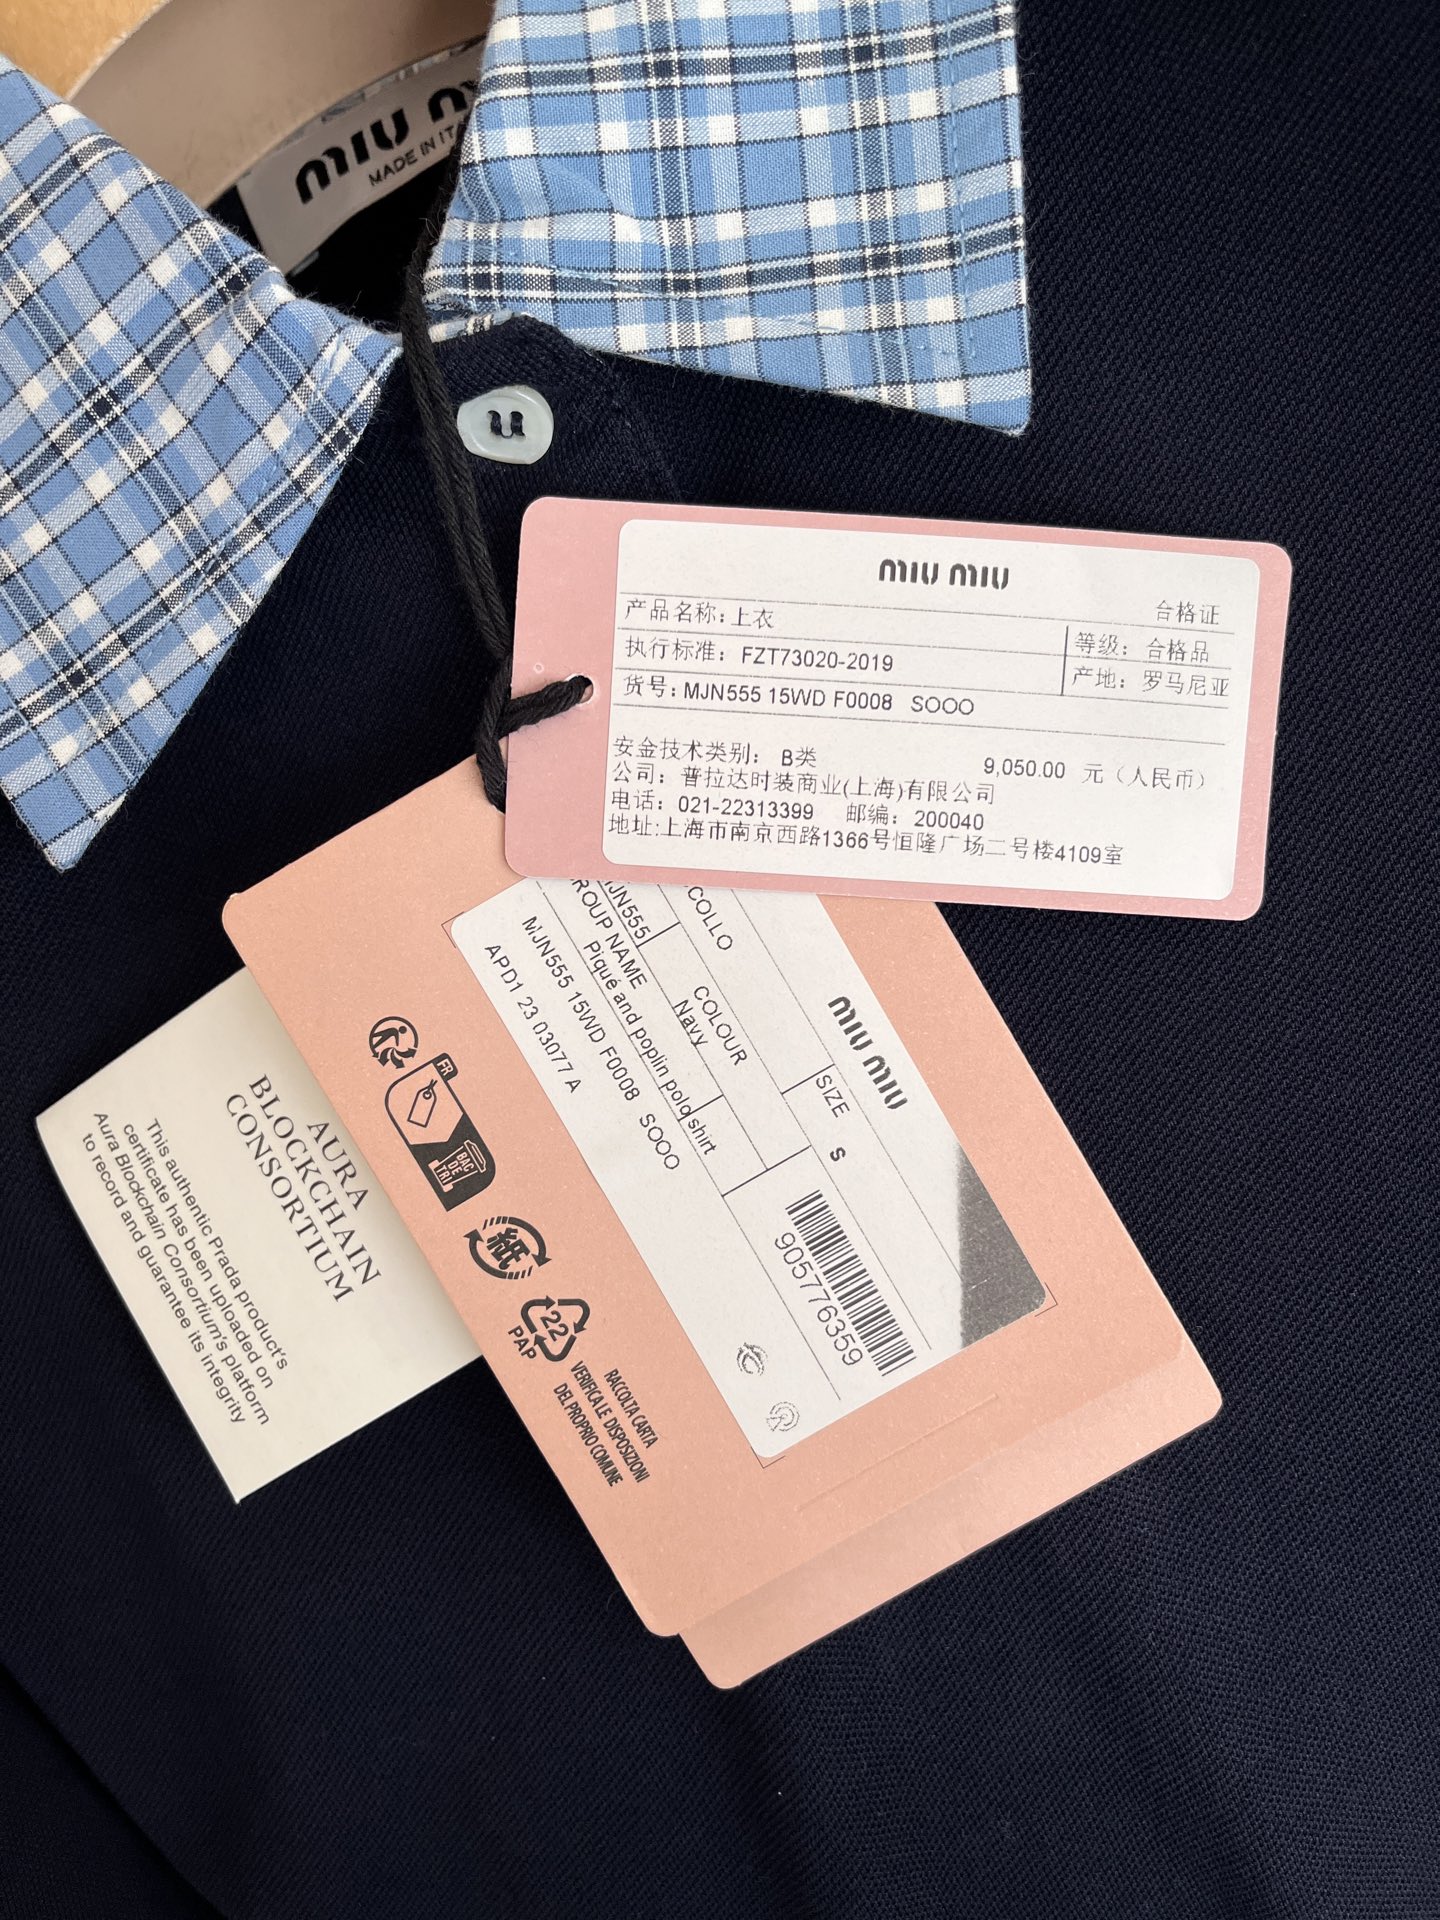 miu
MADE IN
miu miu
合格证
产品名称: 上衣
执行标准: FZT73020-2019
等级: 合格品
货号: MJN555 15WD F0008 SOOO
产地: 罗马尼亚
安金技术类别: B类
9,050.00 元（人民币）
公司: 普拉达时装商业(上海)有限公司
电话: 021-22313399 邮编: 200040
地址:上海市南京西路1366号恒隆广场二号楼4109室
miu miu
SIZE S
COLLO
COLOUR
Navy
MJN555
GROUP NAME
Piqué and poplin polo shirt
MJN555 15WD F0008 SOOO
APD1 23 03077 A
905776359
FR
BAC
DE
TRI
紙
22
PAP
RACCOLTA CARTA
VERIFICA LE DISPOSIZIONI
DEL PROPRIO COMUNE
AURA
BLOCKCHAIN
CONSORTIUM
This authentic Prada product's
certificate has been uploaded on
Aura Blockchain Consortium's platform
to record and guarantee its integrity